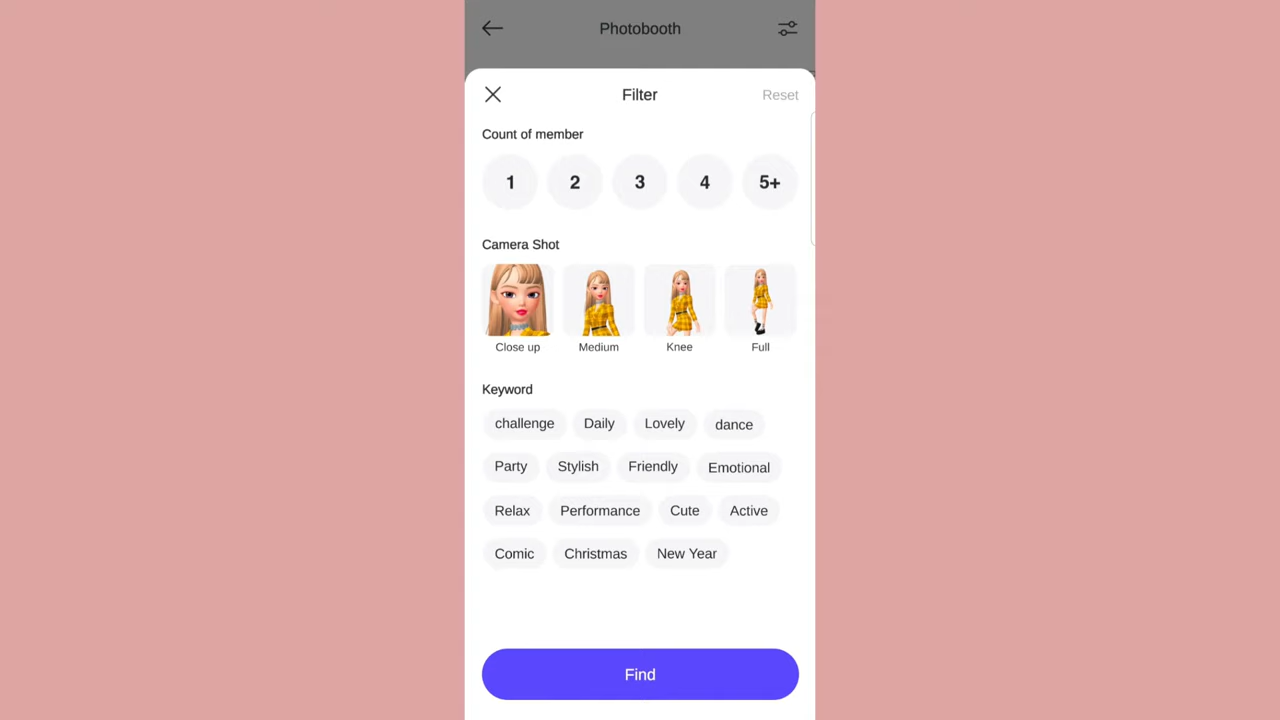 Photobooth
Filter
Reset
Count of member
1 2 3 4 5+
Camera Shot
Close up Medium Knee Full
Keyword
challenge Daily Lovely dance
Party Stylish Friendly Emotional
Relax Performance Cute Active
Comic Christmas New Year
Find